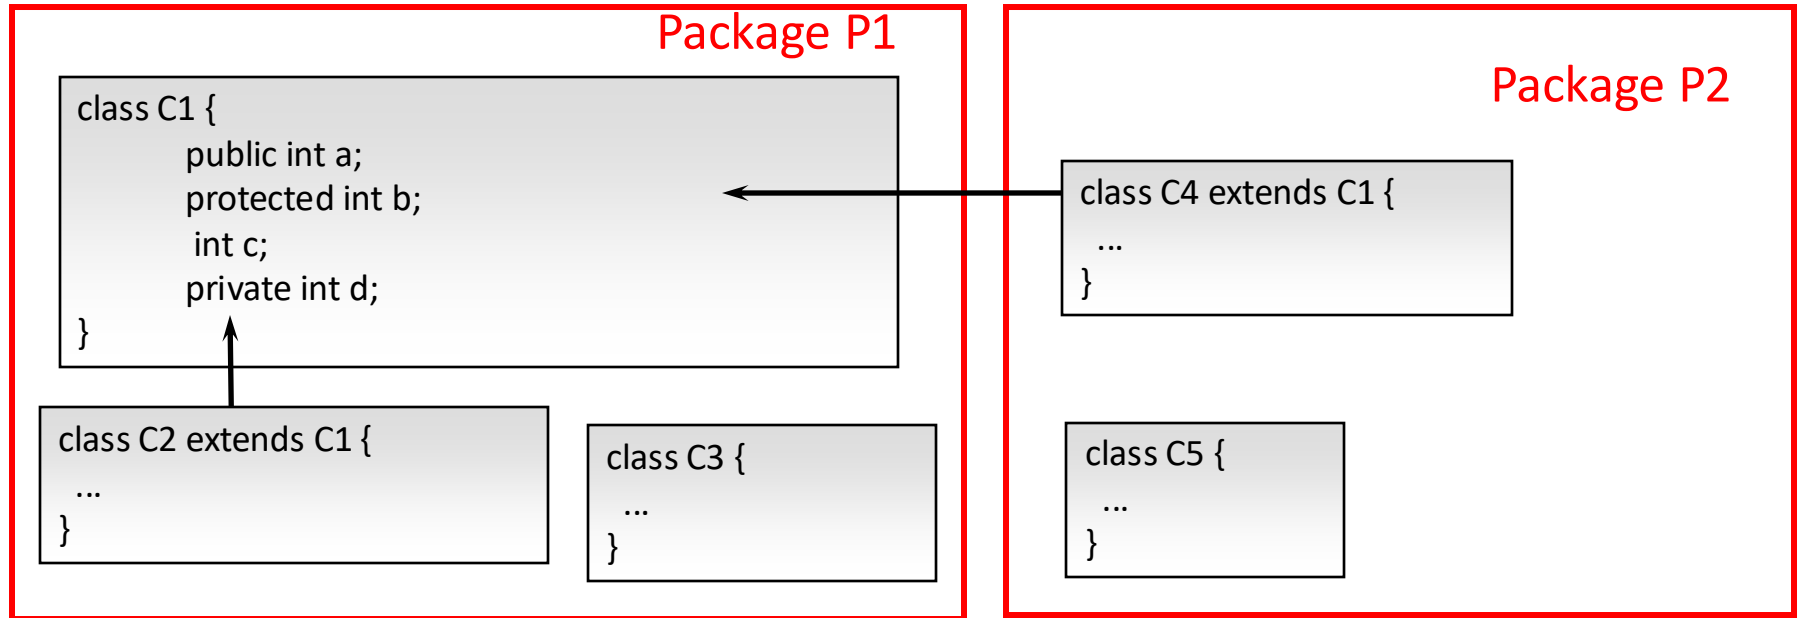 Package P1
class C1 {
public int a;
protected int b;
int c;
private int d;
}
class C2 extends C1 {
...
}
class C3 {
...
}
Package P2
class C4 extends C1 {
...
}
class C5 {
...
}